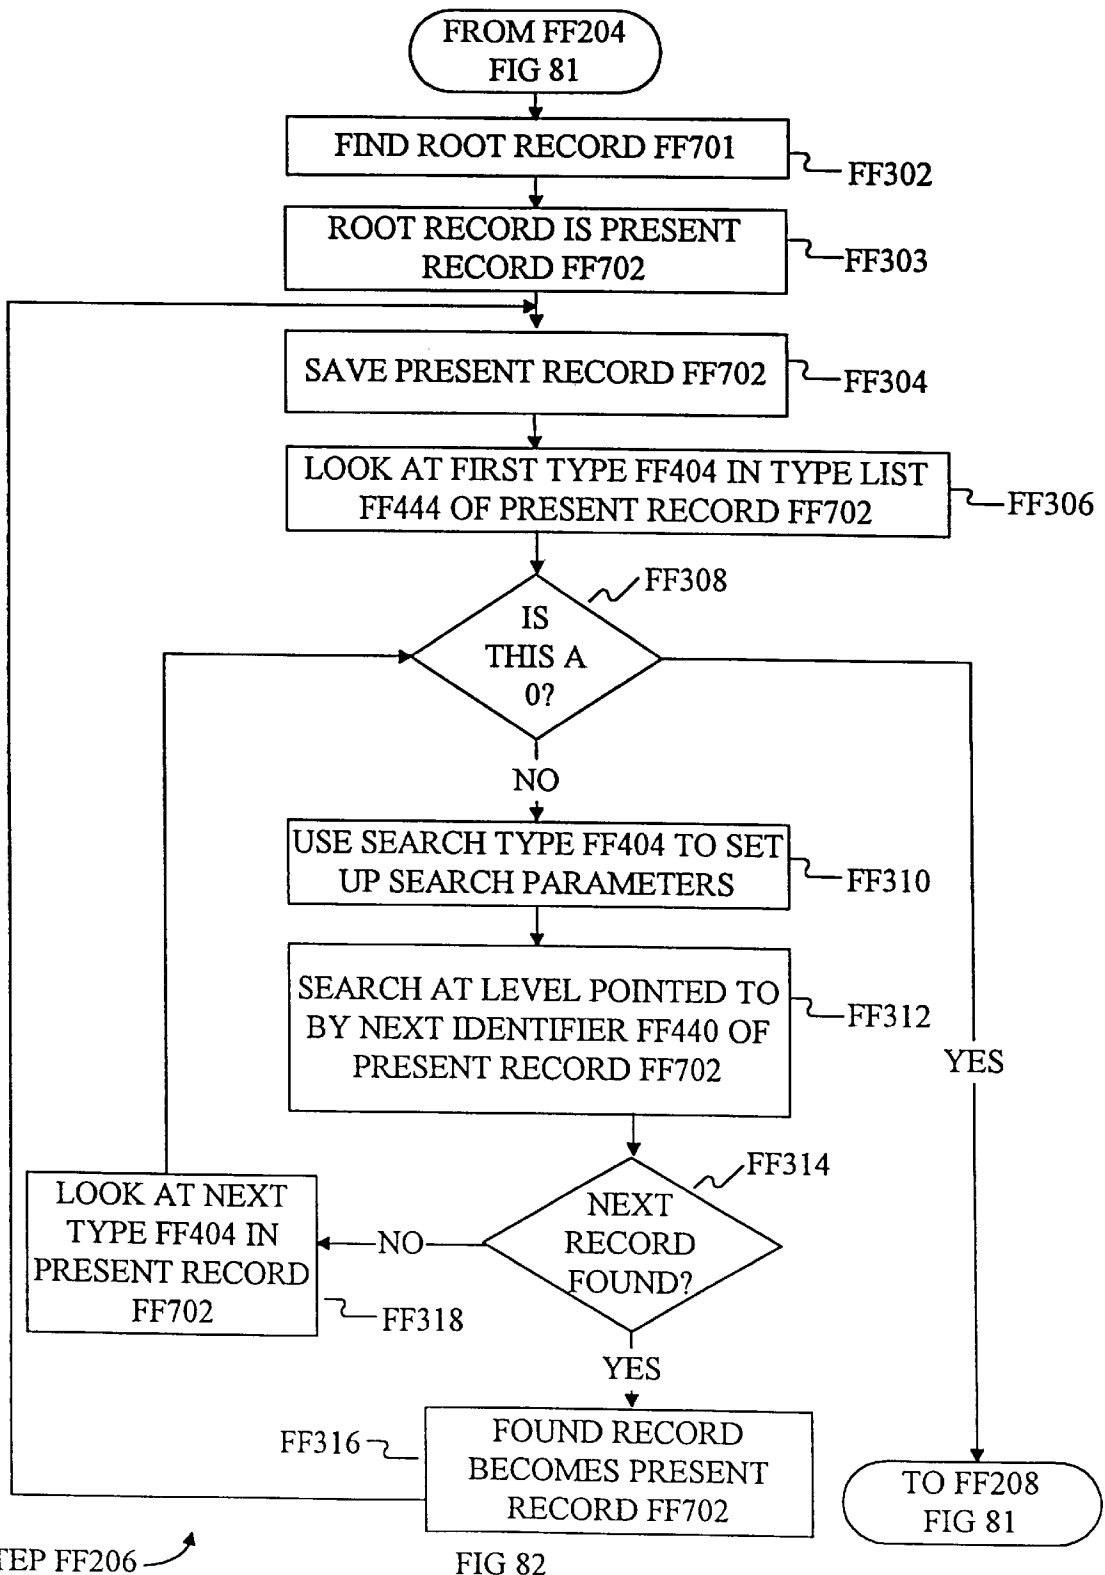 FROM FF204
FIG 81
FIND ROOT RECORD FF701
FF302
ROOT RECORD IS PRESENT
RECORD FF702
FF303
SAVE PRESENT RECORD FF702
FF304
LOOK AT FIRST TYPE FF404 IN TYPE LIST
FF444 OF PRESENT RECORD FF702
FF306
FF308
IS
THIS A
0?
NO
USE SEARCH TYPE FF404 TO SET
UP SEARCH PARAMETERS
FF310
SEARCH AT LEVEL POINTED TO
BY NEXT IDENTIFIER FF440 OF
PRESENT RECORD FF702
FF312
YES
FF314
NEXT
RECORD
FOUND?
NO
LOOK AT NEXT
TYPE FF404 IN
PRESENT RECORD
FF702
FF318
YES
FF316
FOUND RECORD
BECOMES PRESENT
RECORD FF702
TO FF208
FIG 81
TEP FF206
FIG 82